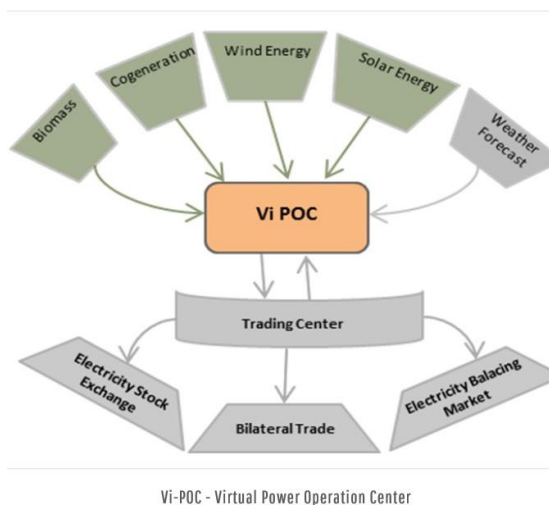 Biomass
Cogeneration
Wind Energy
Solar Energy
Weather
Forecast
Vi POC
Trading Center
Electricity Stock
Exchange
Bilateral Trade
Electricity Balacing
Market
Vi-POC - Virtual Power Operation Center